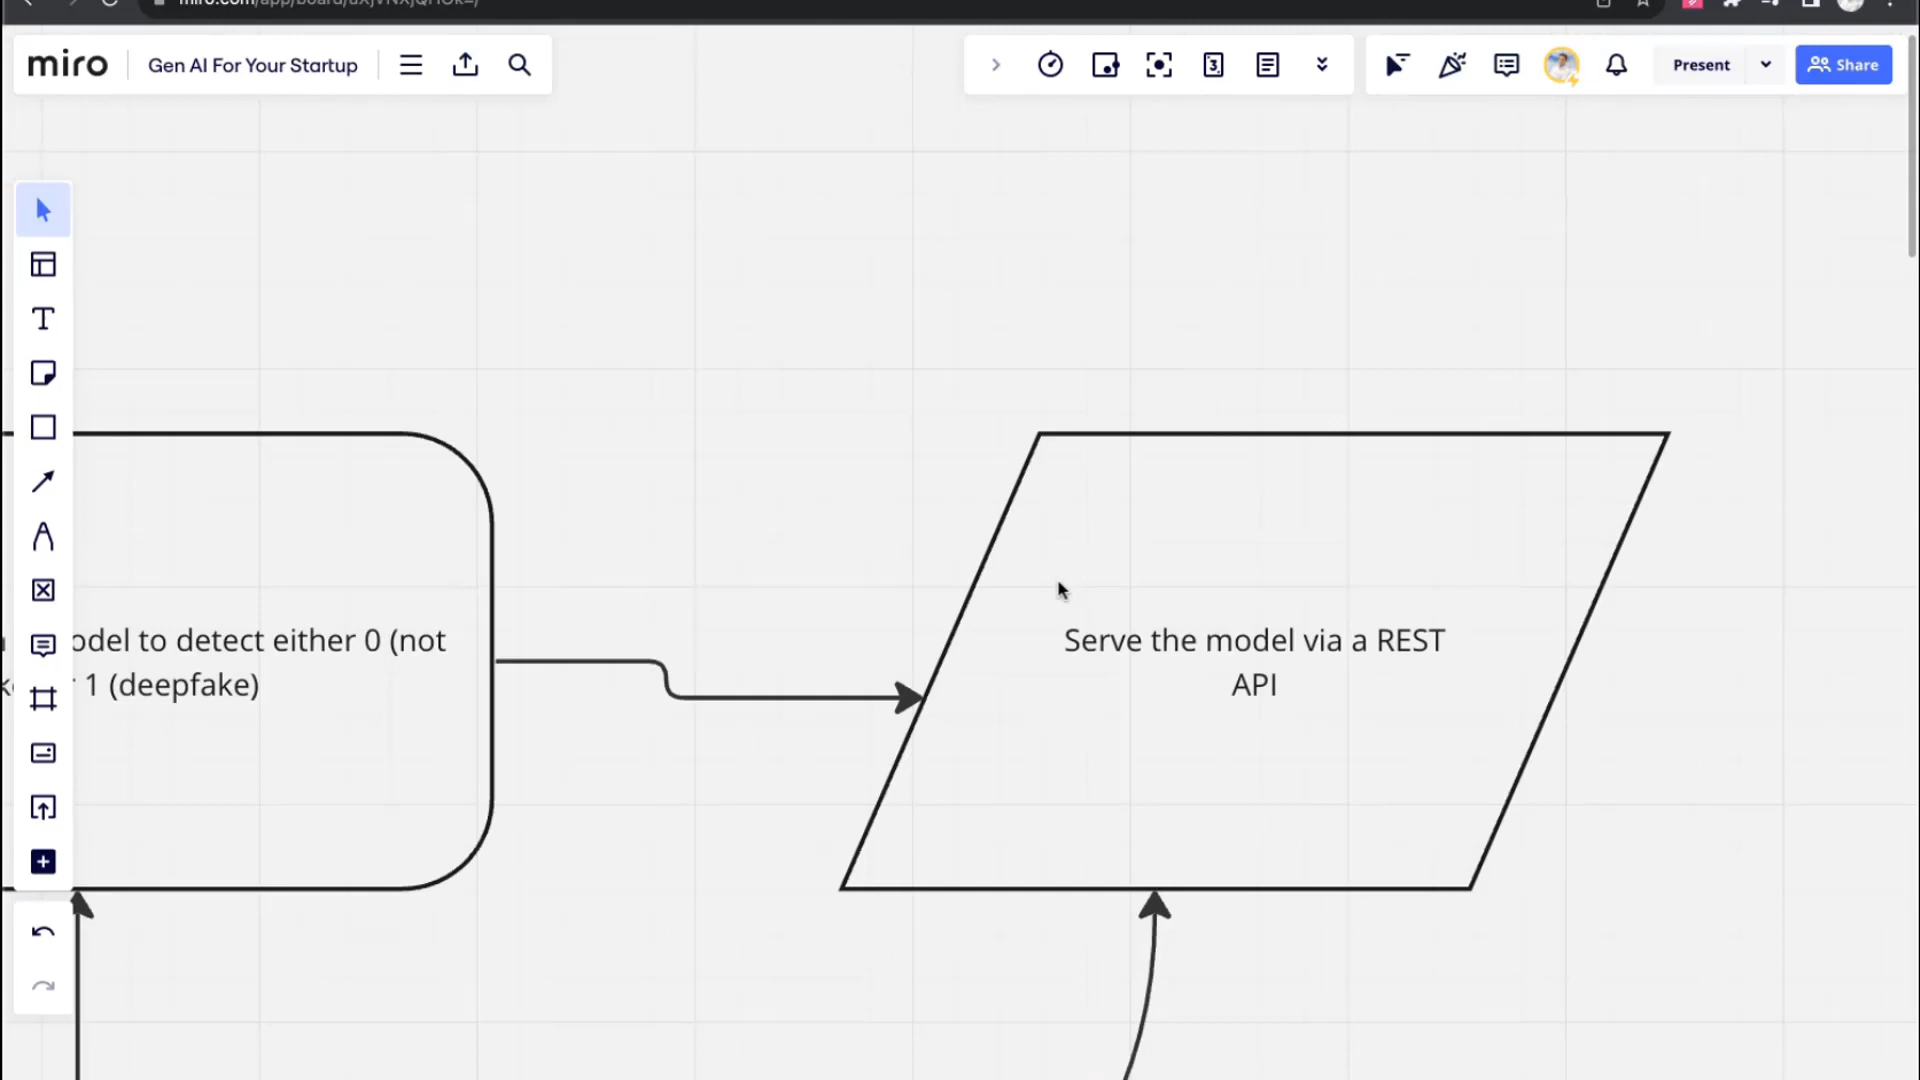 miro
Gen AI For Your Startup
3
Present
Share
odel to detect either 0 (not
1 (deepfake)
Serve the model via a REST
API